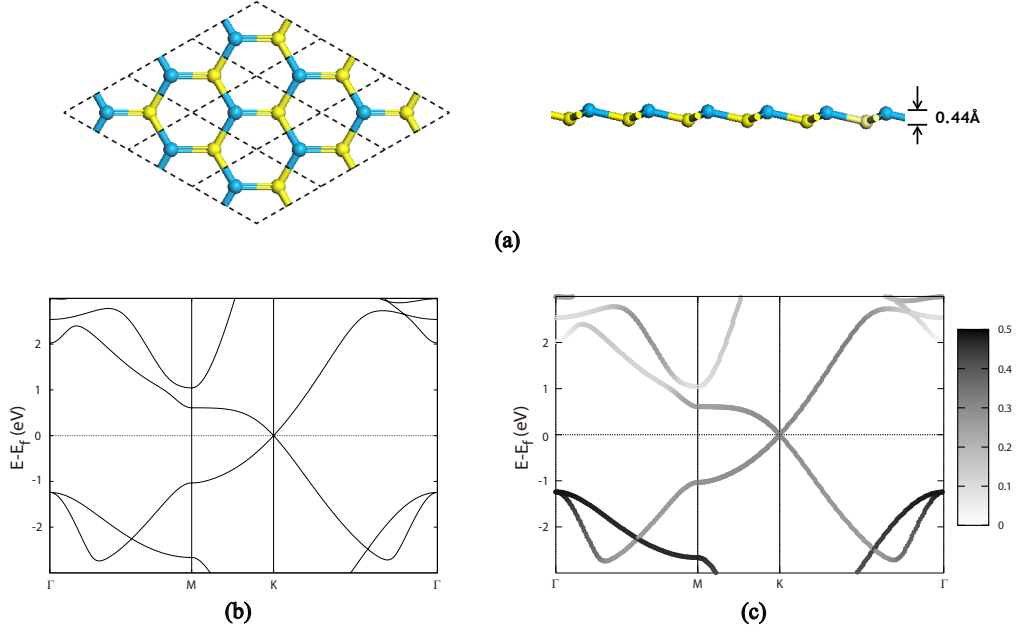 0.44Å
(a)
E-E_f (eV)
2
1
0
-1
-2
Γ
M
K
Γ
(b)
E-E_f (eV)
2
1
0
-1
-2
Γ
M
K
Γ
0.5
0.4
0.3
0.2
0.1
0
(c)